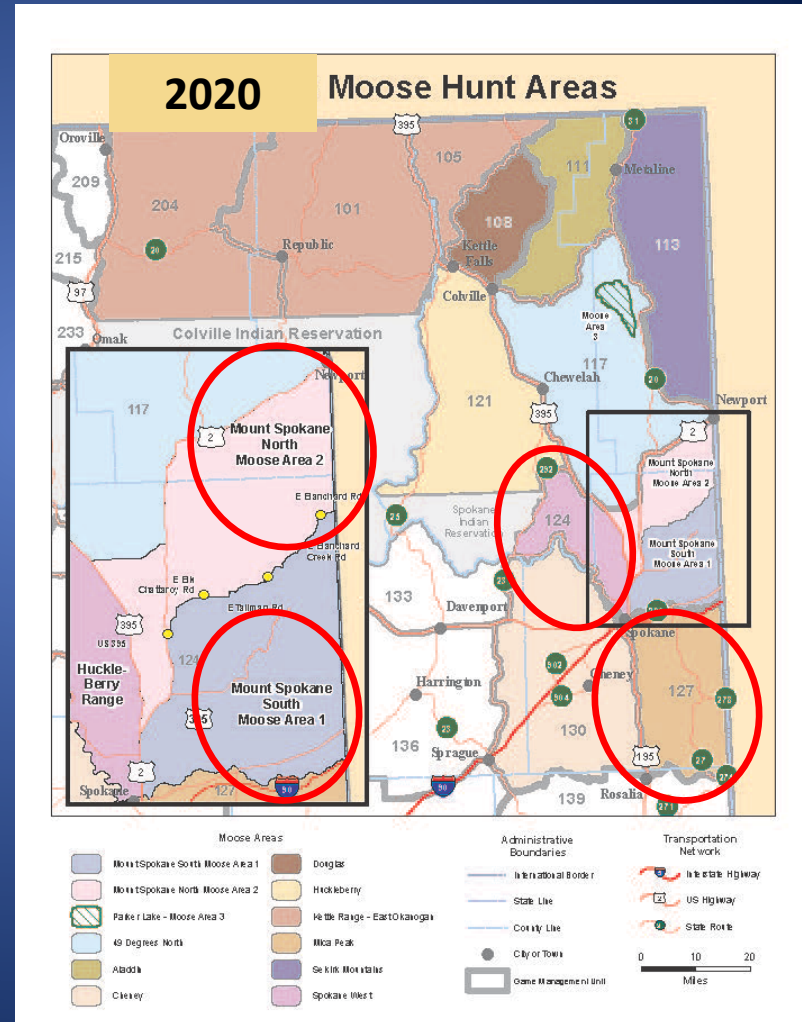 2020
Moose Hunt Areas
Oroville
395
31
209
105
111
Metaline
204
101
108
113
20
Republic
Kettle
Falls
215
97
Colville
233
Omak
Colville Indian Reservation
Moose
Area
3
117
Newport
117
Chewelah
20
121
395
Newport
2
Mount Spokane
North
Moose Area 2
2
Mount Spokane
North
Moose Area 2
292
E Blanchard Rd
25
Spokane
Indian
Reservation
124
E Blanchard
Creek Rd
Mount Spokane
South
Moose Area 1
E Elk
Chattaroy Rd
E Tallman Rd
133
Davenport
395
US 395
124
Spokane
Huckle-
Berry
Range
Mount Spokane
South
Moose Area 1
Harrington
902
Cheney
904
127
278
395
23
130
136
Sprague
195
27
2
Spokane
127
90
90
139
Rosalia
271
274
Moose Areas
Mount Spokane South Moose Area 1
Mount Spokane North Moose Area 2
Parker Lake - Moose Area 3
49 Degrees North
Aladdin
Cheney
Douglas
Huckleberry
Kettle Range - East Okanogan
Mica Peak
Selkirk Mountains
Spokane West
Administrative
Boundaries
International Border
State Line
County Line
City or Town
Game Management Unit
Transportation
Network
Interstate Highway
2
US Highway
State Route
0 10 20
Miles